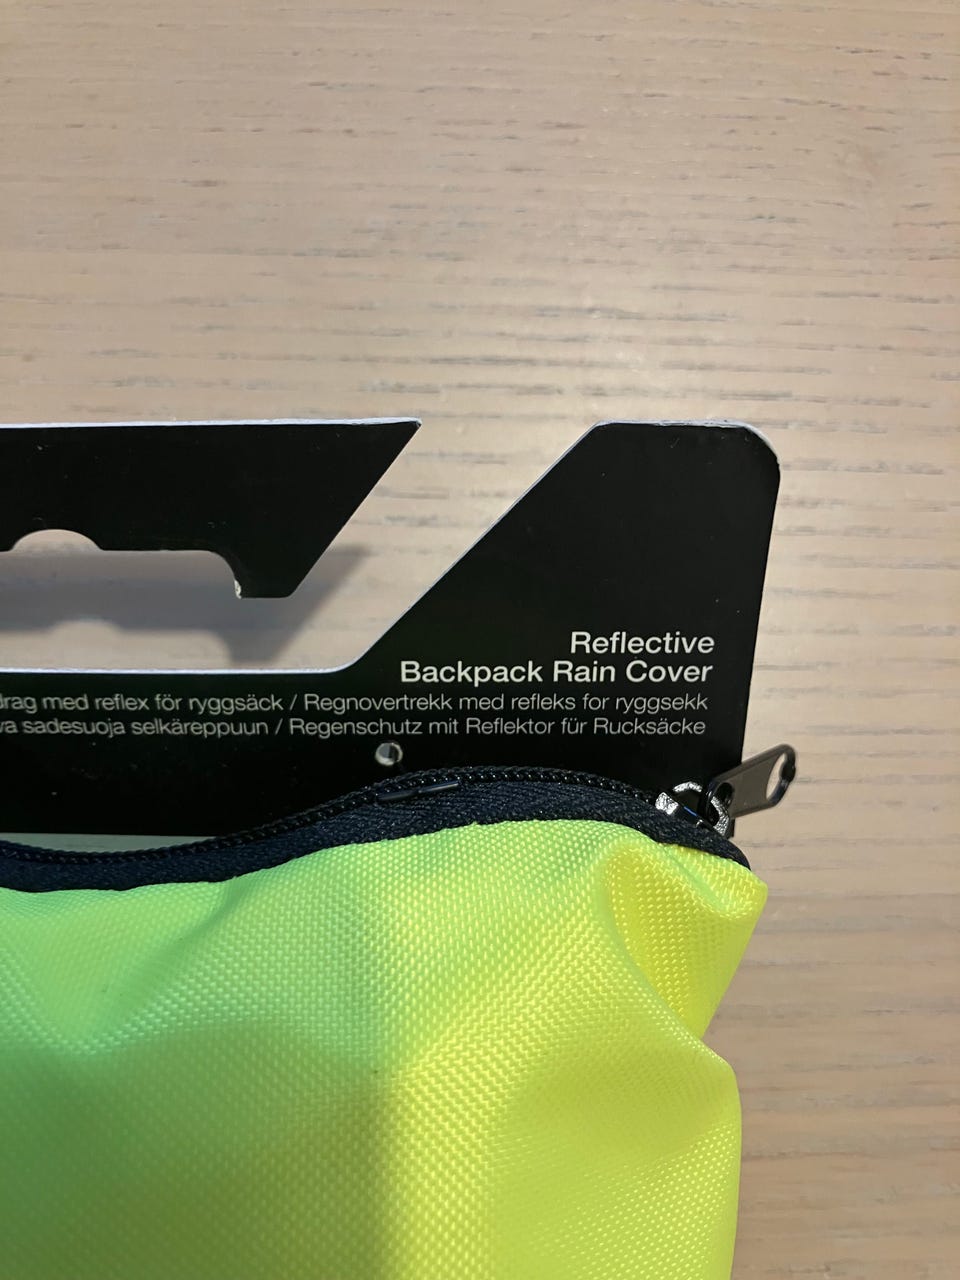 Reflective
Backpack Rain Cover
med reflex för ryggsäck / Regnovertrekk med refleks for ryggsekk
sadesuoja selkäreppuun / Regenschutz mit Reflektor für Rucksäcke